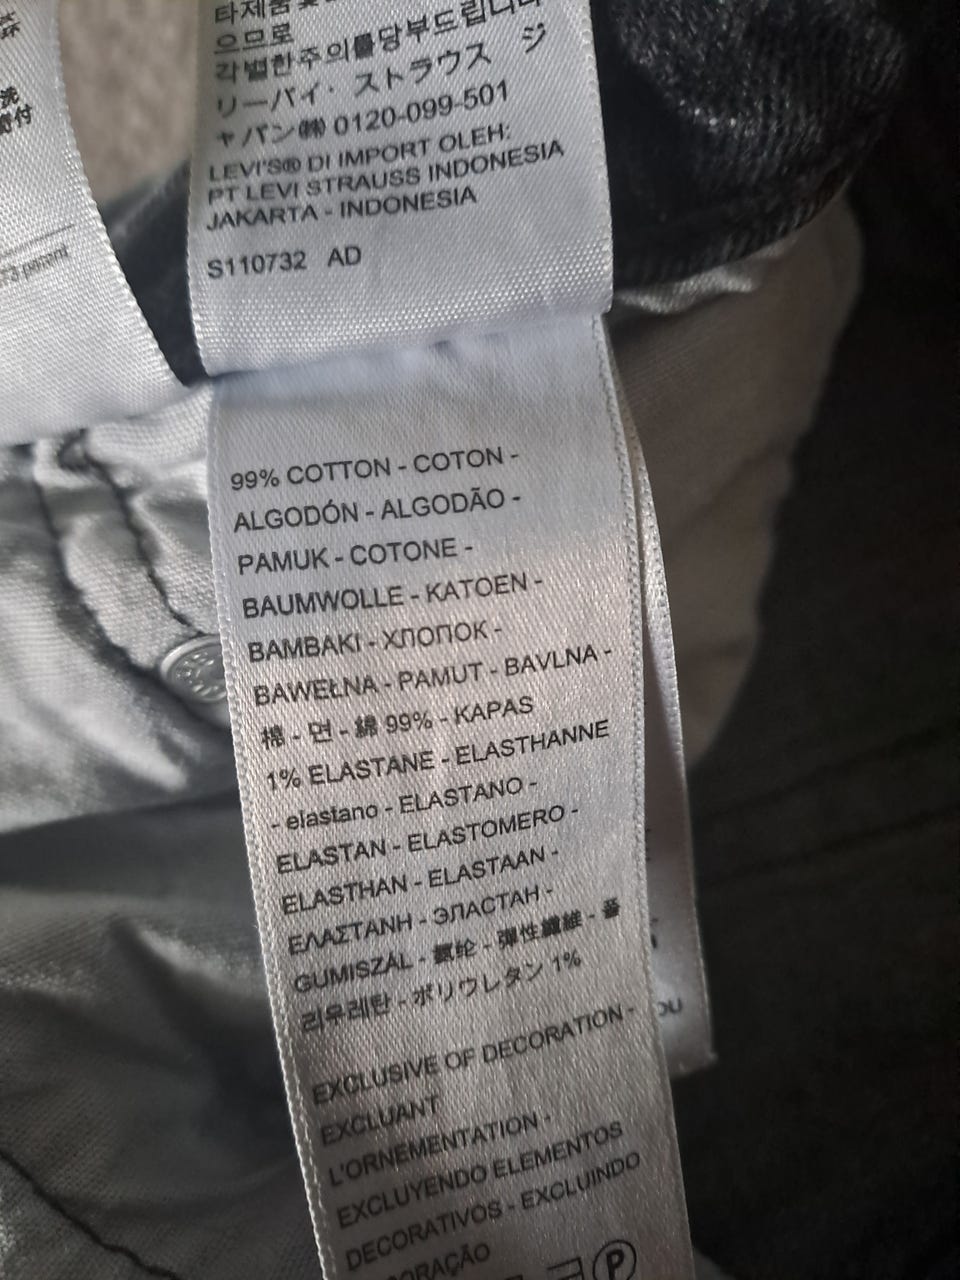 타제품
으므로
각별한주의를당부드립니다
リーバイ・ストラウス ジ
ャパン㈱ 0120-099-501
LEVI'S® DI IMPORT OLEH:
PT LEVI STRAUSS INDONESIA
JAKARTA - INDONESIA
S110732 AD
99% COTTON - COTON -
ALGODÓN - ALGODÃO -
PAMUK - COTONE -
BAUMWOLLE - KATOEN -
BAMBAKI - ХЛОПОК -
BAWEŁNA - PAMUT - BAVLNA -
棉 - 면 - 綿 99% - KAPAS
1% ELASTANE - ELASTHANNE
- elastano - ELASTANO -
ELASTAN - ELASTOMERO -
ELASTHAN - ELASTAAN -
ΕΛΑΣΤΑΝΗ - ЭЛАСТАН -
GUMISZÁL - 氨纶 - 彈性纖維 - 폴
리우레탄 - ポリウレタン 1%
EXCLUSIVE OF DECORATION -
EXCLUANT
L'ORNEMENTATION -
EXCLUYENDO ELEMENTOS
DECORATIVOS - EXCLUINDO
P